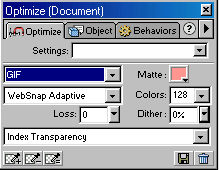 Optimize (Document)
Optimize Object Behaviors ?
Settings:
GIF Matte:
WebSnap Adaptive Colors: 128
Loss: 0 Dither: 0%
Index Transparency